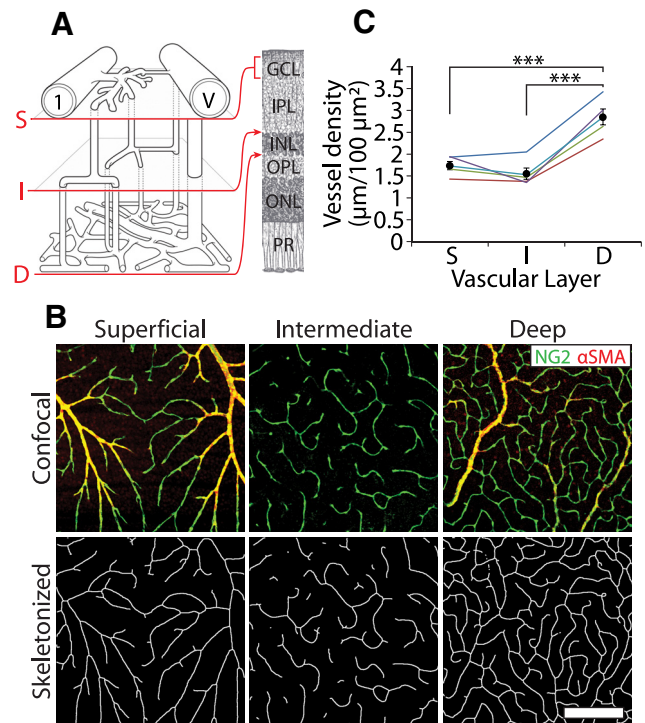 A
1
V
S
I
D
GCL
IPL
INL
OPL
ONL
PR
C
***
***
Vessel density
(µm/100 µm²)
4
3.5
3
2.5
2
1.5
1
0.5
0
S I D
Vascular Layer
B
Superficial Intermediate Deep
NG2 αSMA
Confocal
Skeletonized